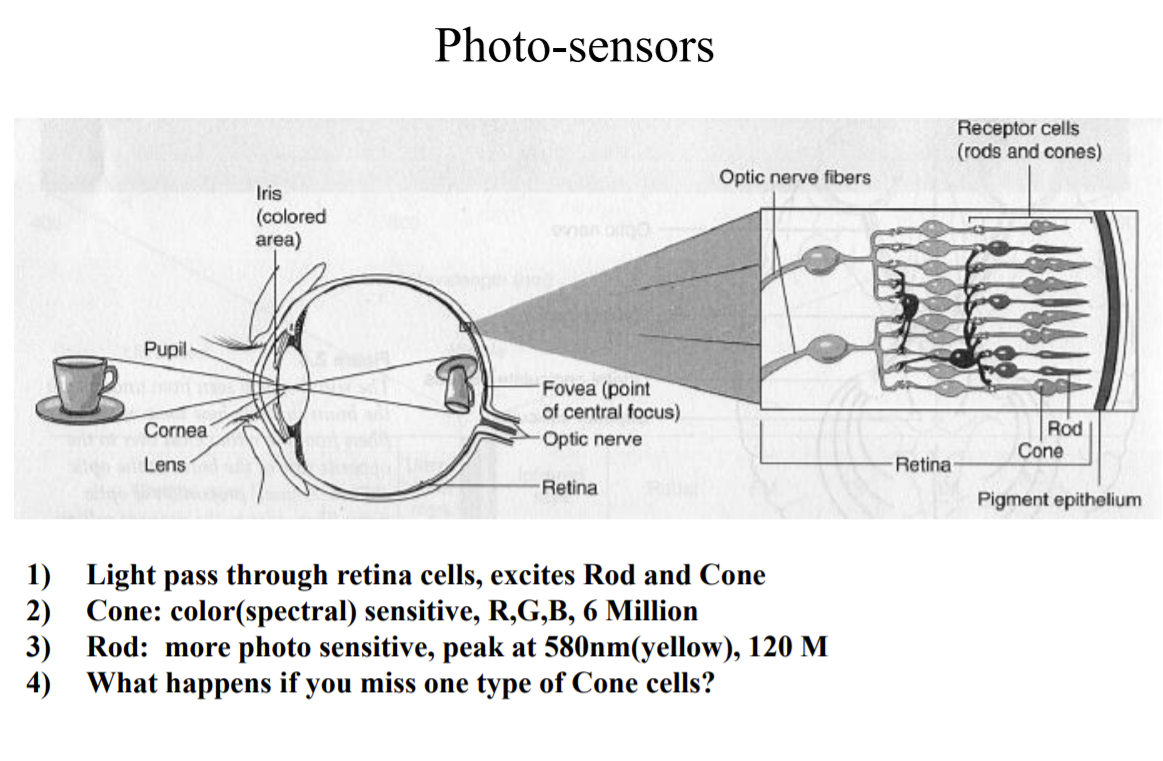 Photo-sensors
Receptor cells
(rods and cones)
Optic nerve fibers
Iris
(colored
area)
Pupil
Cornea
Lens
Fovea (point
of central focus)
Optic nerve
Retina
Rod
Cone
Retina
Pigment epithelium
1) Light pass through retina cells, excites Rod and Cone
2) Cone: color(spectral) sensitive, R,G,B, 6 Million
3) Rod: more photo sensitive, peak at 580nm(yellow), 120 M
4) What happens if you miss one type of Cone cells?